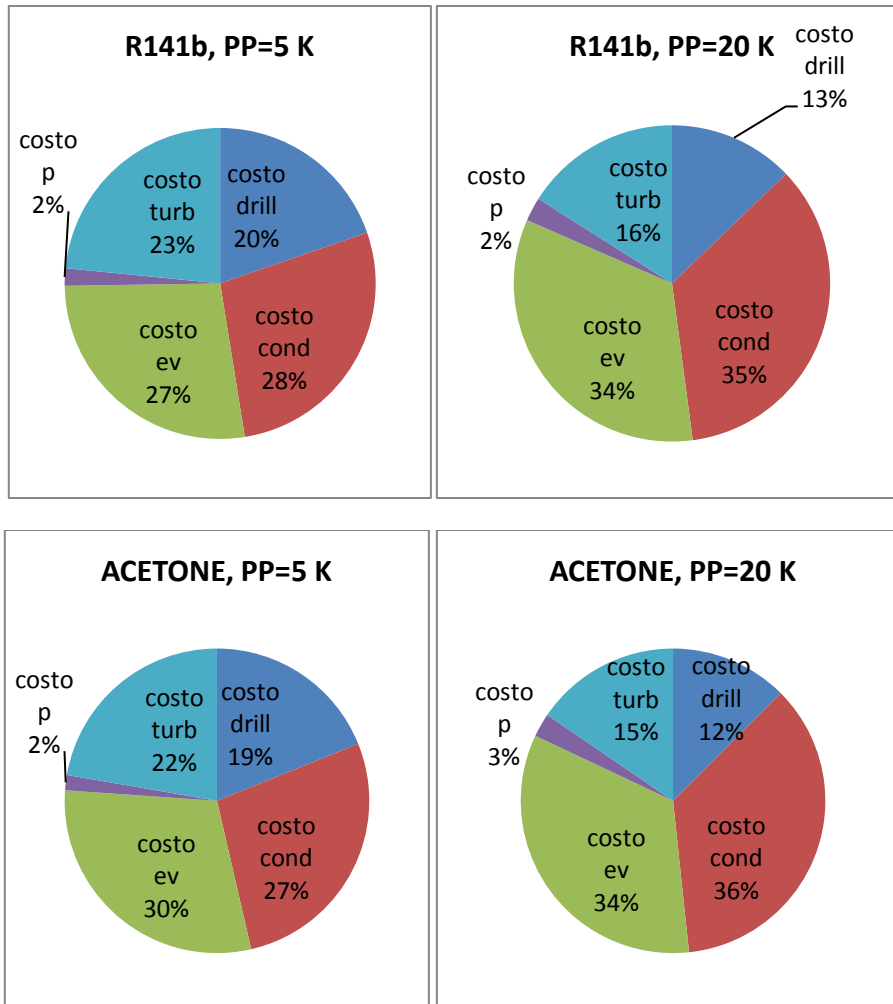 R141b, PP=5 K
costo
p
2%
costo
turb
23%
costo
drill
20%
costo
ev
27%
costo
cond
28%
R141b, PP=20 K
costo
drill
13%
costo
p
2%
costo
turb
16%
costo
ev
34%
costo
cond
35%
ACETONE, PP=5 K
costo
p
2%
costo
turb
22%
costo
drill
19%
costo
ev
30%
costo
cond
27%
ACETONE, PP=20 K
costo
p
3%
costo
turb
15%
costo
drill
12%
costo
ev
34%
costo
cond
36%